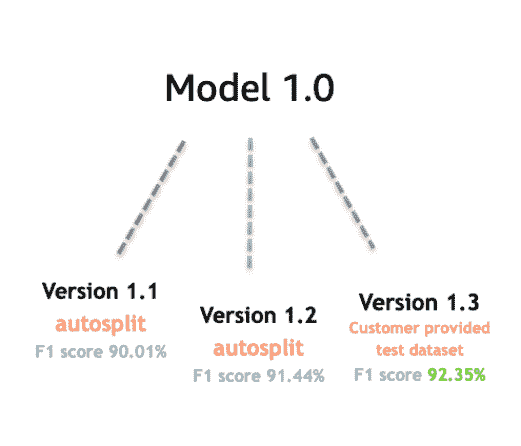 Model 1.0
Version 1.1
autosplit
F1 score 90.01%
Version 1.2
autosplit
F1 score 91.44%
Version 1.3
Customer provided
test dataset
F1 score 92.35%